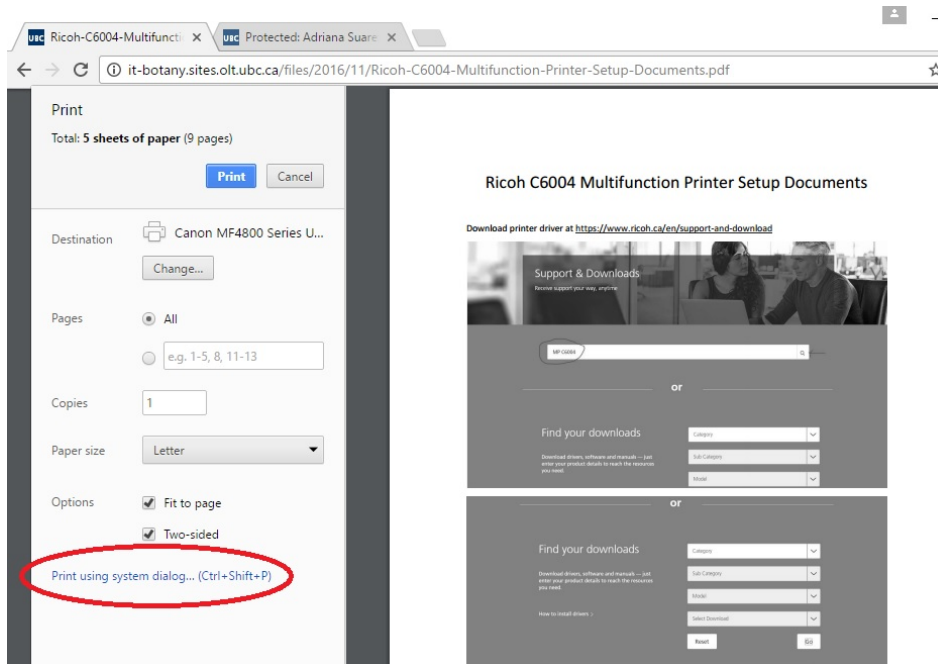 UBC Ricoh-C6004-Multifuncti
UBC Protected: Adriana Suare
it-botany.sites.olt.ubc.ca/files/2016/11/Ricoh-C6004-Multifunction-Printer-Setup-Documents.pdf
Print
Total: 5 sheets of paper (9 pages)
Print Cancel
Destination Canon MF4800 Series U...
Change...
Pages All
e.g. 1-5, 8, 11-13
Copies 1
Paper size Letter
Options Fit to page
Two-sided
Print using system dialog... (Ctrl+Shift+P)
Ricoh C6004 Multifunction Printer Setup Documents
Download printer driver at https://www.ricoh.ca/en/support-and-download
Support & Downloads
Receive support your way, anytime
MP C6004
or
Find your downloads
Category
Download drivers, software and manuals — just
enter your product details to reach the resources
you need.
Sub Category
Model
or
Find your downloads
Category
Download drivers, software and manuals — just
enter your product details to reach the resources
you need.
Sub Category
Model
How to install drivers >
Select Download
Reset Go